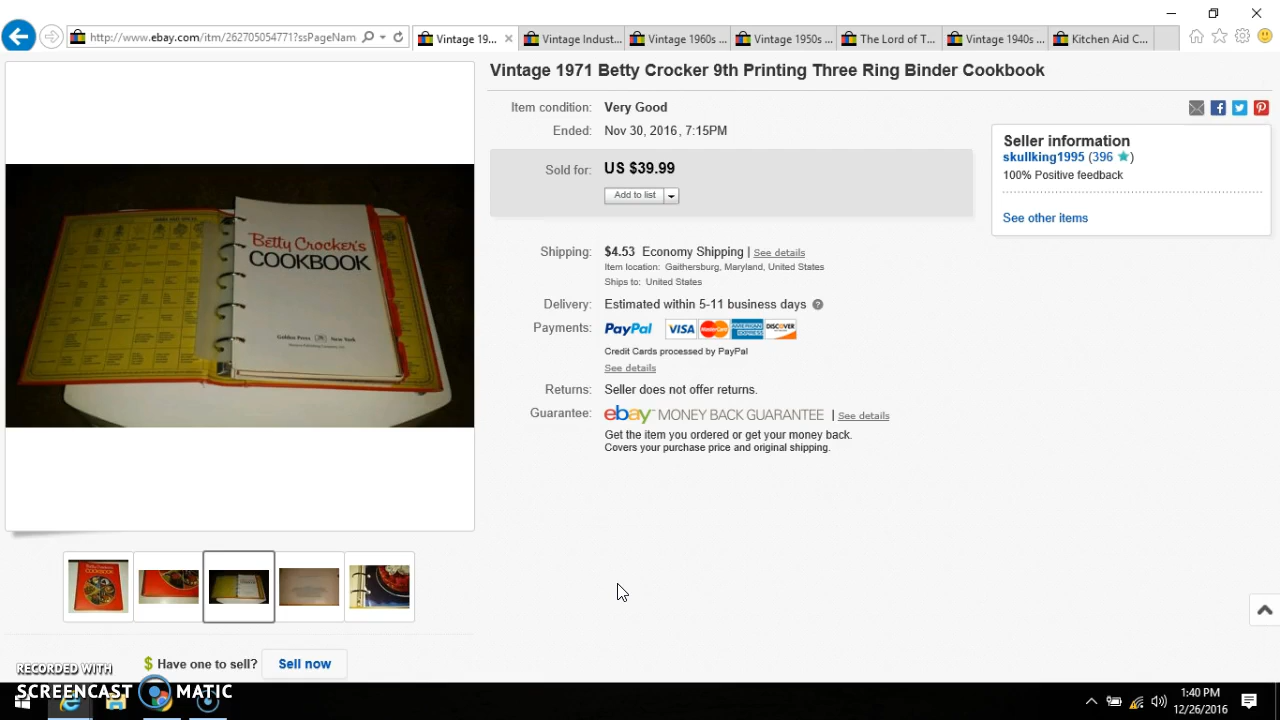 http://www.ebay.com/itm/262705054771?ssPageNam
Vintage 19...
Vintage Indust...
Vintage 1960s ...
Vintage 1950s ...
The Lord of T...
Vintage 1940s ...
Kitchen Aid C...
Vintage 1971 Betty Crocker 9th Printing Three Ring Binder Cookbook
Item condition: Very Good
Ended: Nov 30, 2016 , 7:15PM
Sold for: US $39.99
Add to list
Shipping: $4.53 Economy Shipping | See details
Item location: Gaithersburg, Maryland, United States
Ships to: United States
Delivery: Estimated within 5-11 business days ?
Payments: PayPal VISA MasterCard AMERICAN EXPRESS DISCOVER
Credit Cards processed by PayPal
See details
Returns: Seller does not offer returns.
Guarantee: ebay MONEY BACK GUARANTEE | See details
Get the item you ordered or get your money back.
Covers your purchase price and original shipping.
Seller information
skullking1995 (396 )
100% Positive feedback
See other items
Betty Crocker's
COOKBOOK
Golden Press New York
$ Have one to sell? Sell now
RECORDED WITH
SCREENCAST MATIC
1:40 PM
12/26/2016